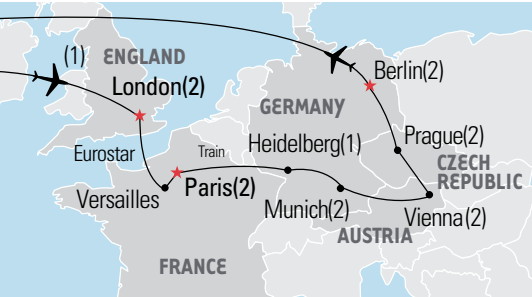 (1)
ENGLAND
London(2)
Berlin(2)
GERMANY
Eurostar
Train
Heidelberg(1)
Prague(2)
CZECH
REPUBLIC
Versailles
Paris(2)
Munich(2)
Vienna(2)
AUSTRIA
FRANCE